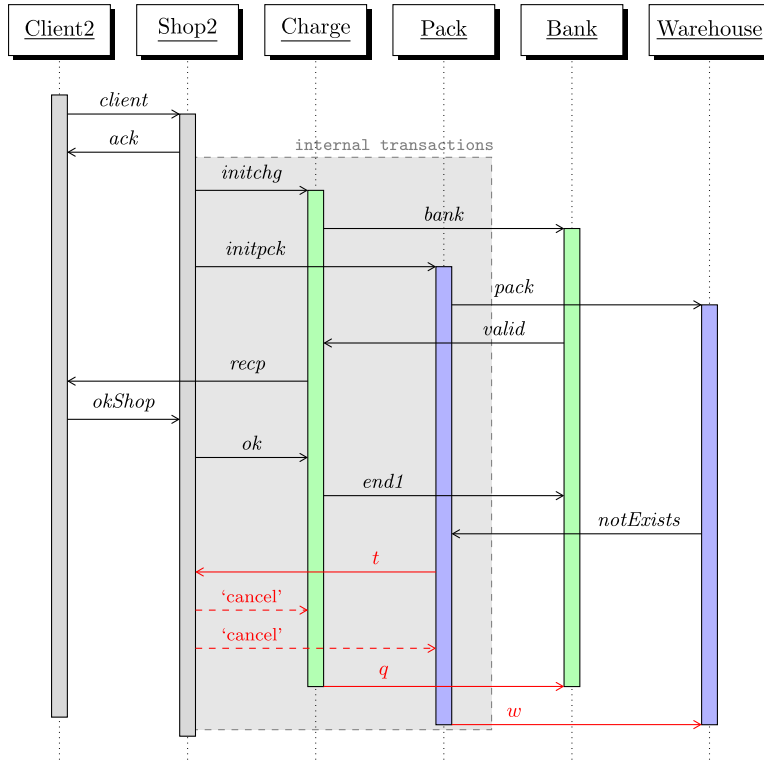 Client2 Shop2 Charge Pack Bank Warehouse
client
ack
internal transactions
initchg
bank
initpck
pack
valid
recp
okShop
ok
end1
notExists
t
‘cancel’
‘cancel’
q
w